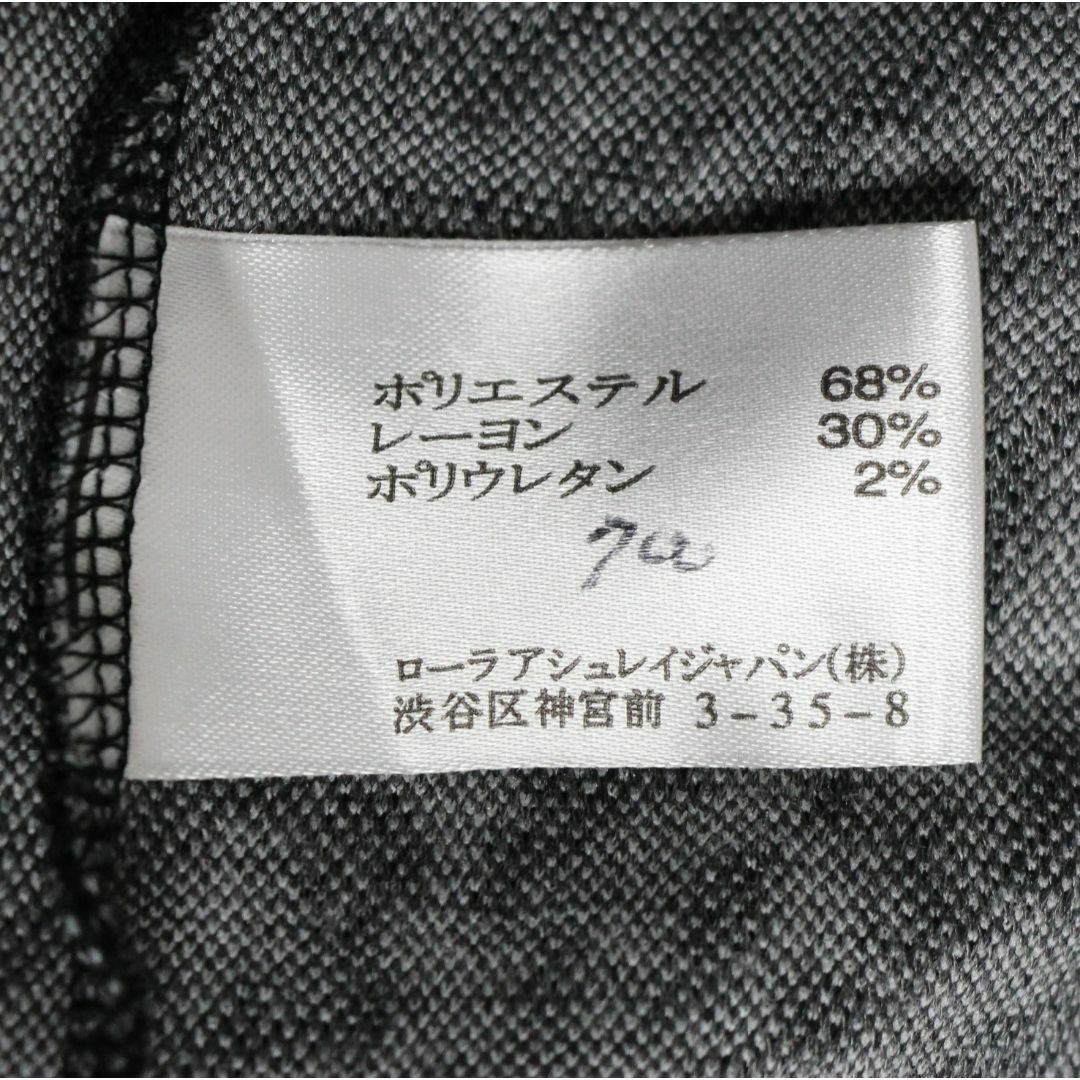 ポリエステル 68%
レーヨン 30%
ポリウレタン 2%
ローラアシュレイジャパン(株)
渋谷区神宮前 3-35-8